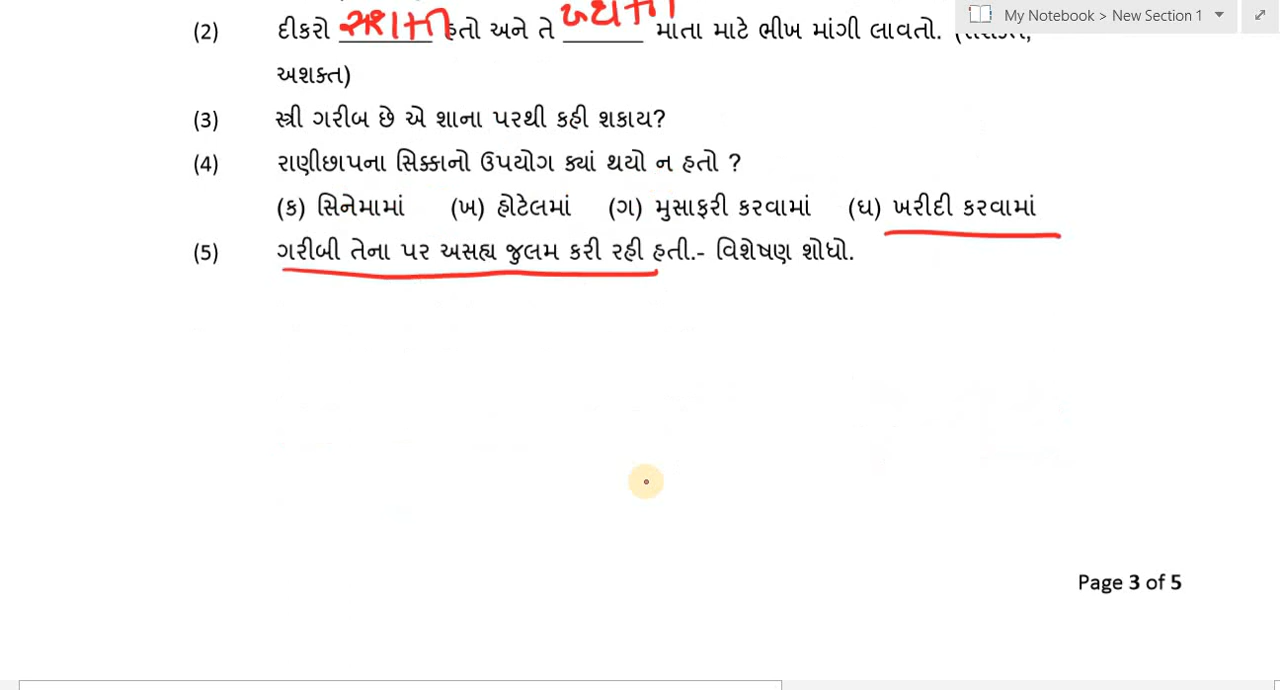 My Notebook > New Section 1
(2) દીકરો સશક્ત હતો અને તે માતા માટે ભીખ માંગી લાવતો.
અશક્ત)
(3) સ્ત્રી ગરીબ છે એ શાના પરથી કહી શકાય?
(4) રાણીછાપના સિક્કાનો ઉપયોગ ક્યાં થયો ન હતો ?
(ક) સિનેમામાં (ખ) હોટેલમાં (ગ) મુસાફરી કરવામાં (ઘ) ખરીદી કરવામાં
(5) ગરીબી તેના પર અસહ્ય જુલમ કરી રહી હતી.- વિશેષણ શોધો.
Page 3 of 5